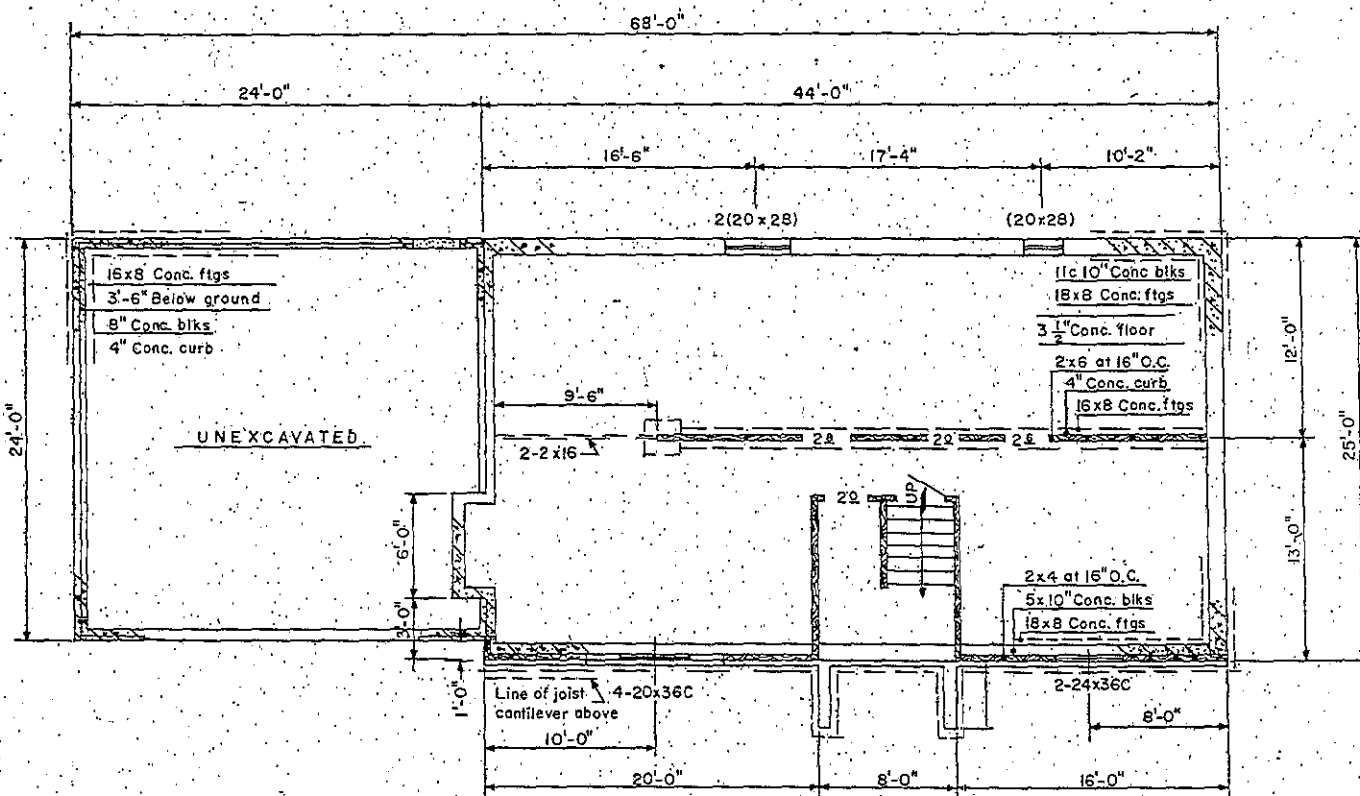 68'-0"
24'-0"
44'-0"
16'-6"
17'-4"
10'-2"
2(20x28)
(20x28)
16x8 Conc. ftgs
3'-6" Below ground
8" Conc. blks
4" Conc. curb
11c 10" Conc blks
18x8 Conc. ftgs
3 1/2" Conc. floor
2x6 at 16" O.C.
4" Conc. curb
16x8 Conc. ftgs
12'-0"
25'-0"
24'-0"
UNEXCAVATED
9'-6"
2-2x16
28
20
26
20
UP
6'-0"
3'-0"
1'-0"
13'-0"
2x4 at 16" O.C.
5x10" Conc. blks
18x8 Conc. ftgs
Line of joist
cantilever above
4-20x36C
2-24x36C
10'-0"
8'-0"
20'-0"
8'-0"
16'-0"